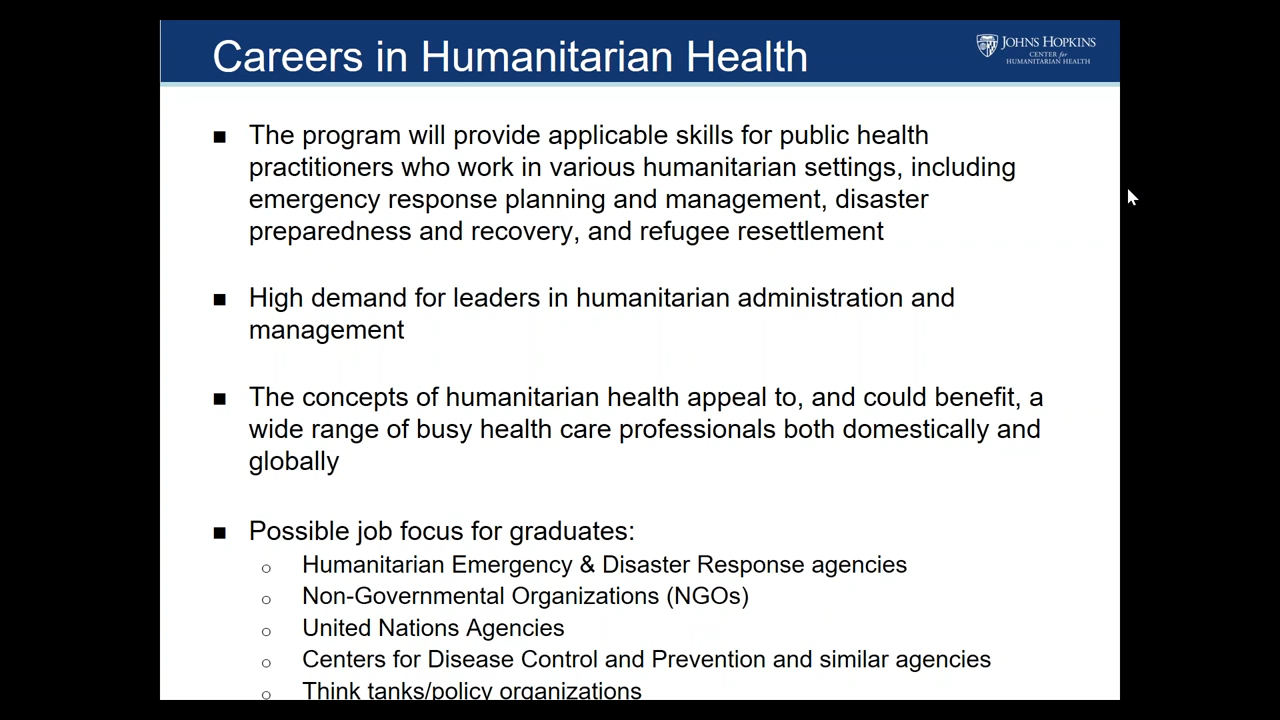 Careers in Humanitarian Health
JOHNS HOPKINS
CENTER for
HUMANITARIAN HEALTH
■ The program will provide applicable skills for public health
practitioners who work in various humanitarian settings, including
emergency response planning and management, disaster
preparedness and recovery, and refugee resettlement
■ High demand for leaders in humanitarian administration and
management
■ The concepts of humanitarian health appeal to, and could benefit, a
wide range of busy health care professionals both domestically and
globally
■ Possible job focus for graduates:
○ Humanitarian Emergency & Disaster Response agencies
○ Non-Governmental Organizations (NGOs)
○ United Nations Agencies
○ Centers for Disease Control and Prevention and similar agencies
○ Think tanks/policy organizations